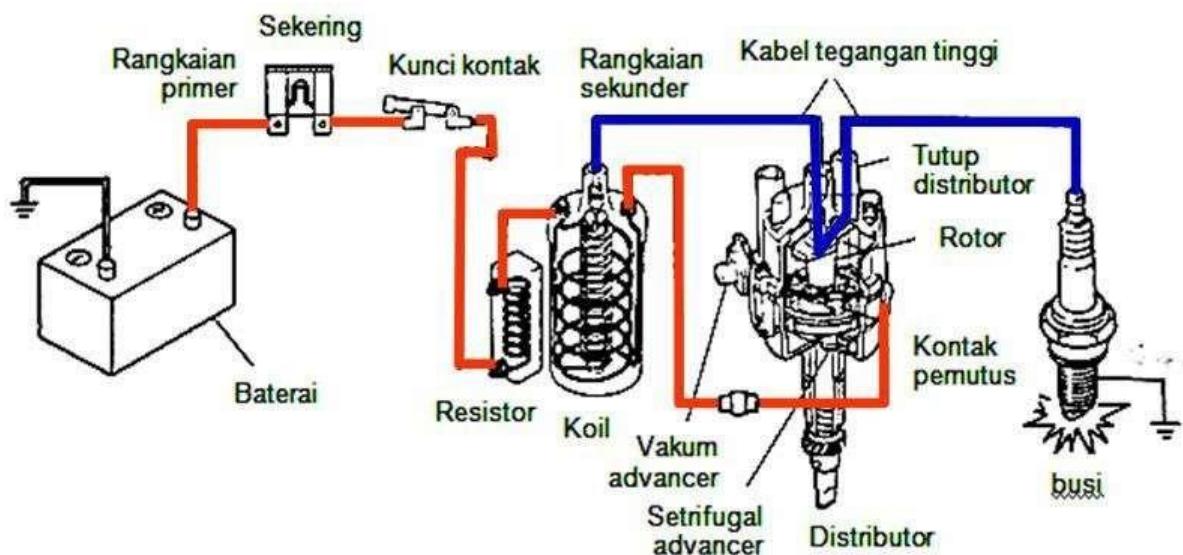 Sekering
Rangkaian
primer
Kunci kontak
Rangkaian
sekunder
Kabel tegangan tinggi
Tutup
distributor
Rotor
Baterai
Resistor
Koil
Vakum
advancer
Setrifugal
advancer
Distributor
Kontak
pemutus
busi